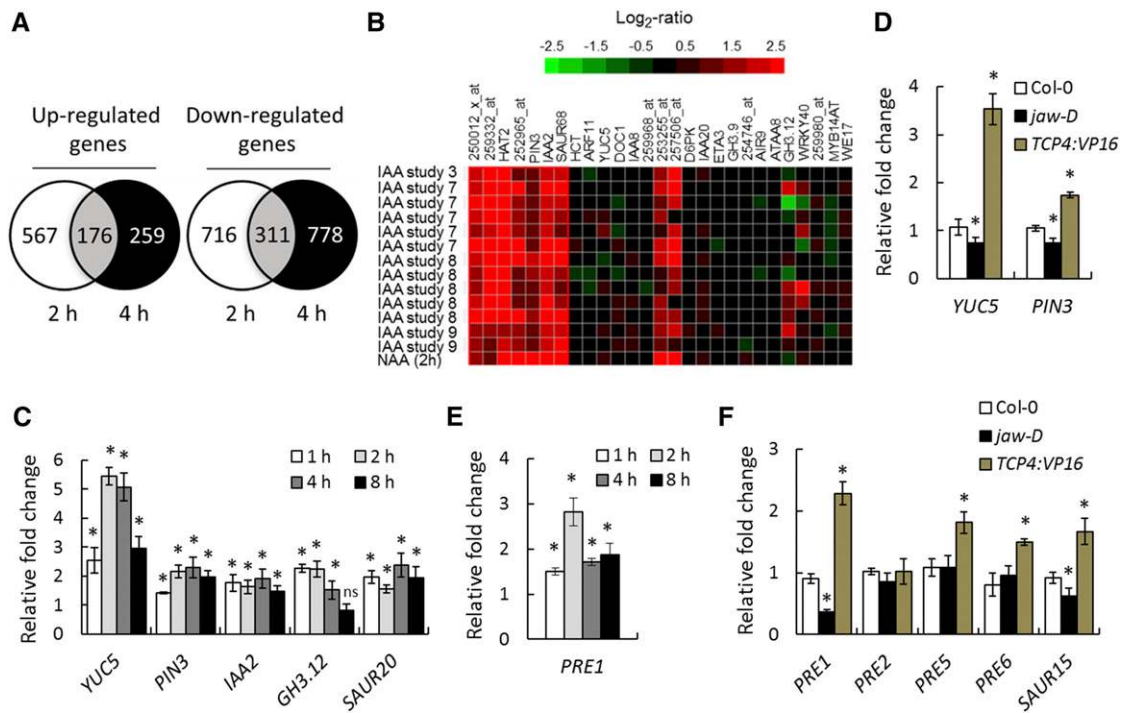 A
Up-regulated genes
Down-regulated genes
567 176 259
716 311 778
2 h 4 h
2 h 4 h
B
Log2-ratio
-2.5 -1.5 -0.5 0.5 1.5 2.5
250012_x_at
259332_at
HAT2
252965_at
PIN3
IAA2
SAUR68
HCT
ARF11
YUC5
DOC1
IAA8
259968_at
253255_at
257506_at
D6PK
IAA20
ETA3
GH3.9
254746_at
AIR9
ATAA8
GH3.12
WRKY40
259980_at
MYB14AT
WE17
IAA study 3
IAA study 7
IAA study 7
IAA study 7
IAA study 7
IAA study 7
IAA study 8
IAA study 8
IAA study 8
IAA study 8
IAA study 8
IAA study 9
IAA study 9
NAA (2h)
D
Col-0
jaw-D
TCP4:VP16
Relative fold change
4
3
2
1
0
* * * *
YUC5 PIN3
C
1 h 2 h
4 h 8 h
Relative fold change
6
5
4
3
2
1
0
* * * * * * * * * * * * * * * ns * * * *
YUC5 PIN3 IAA2 GH3.12 SAUR20
E
1 h 2 h
4 h 8 h
Relative fold change
4
3
2
1
0
* * * *
PRE1
F
Col-0
jaw-D
TCP4:VP16
Relative fold change
3
2
1
0
* * * * * *
PRE1 PRE2 PRE5 PRE6 SAUR15